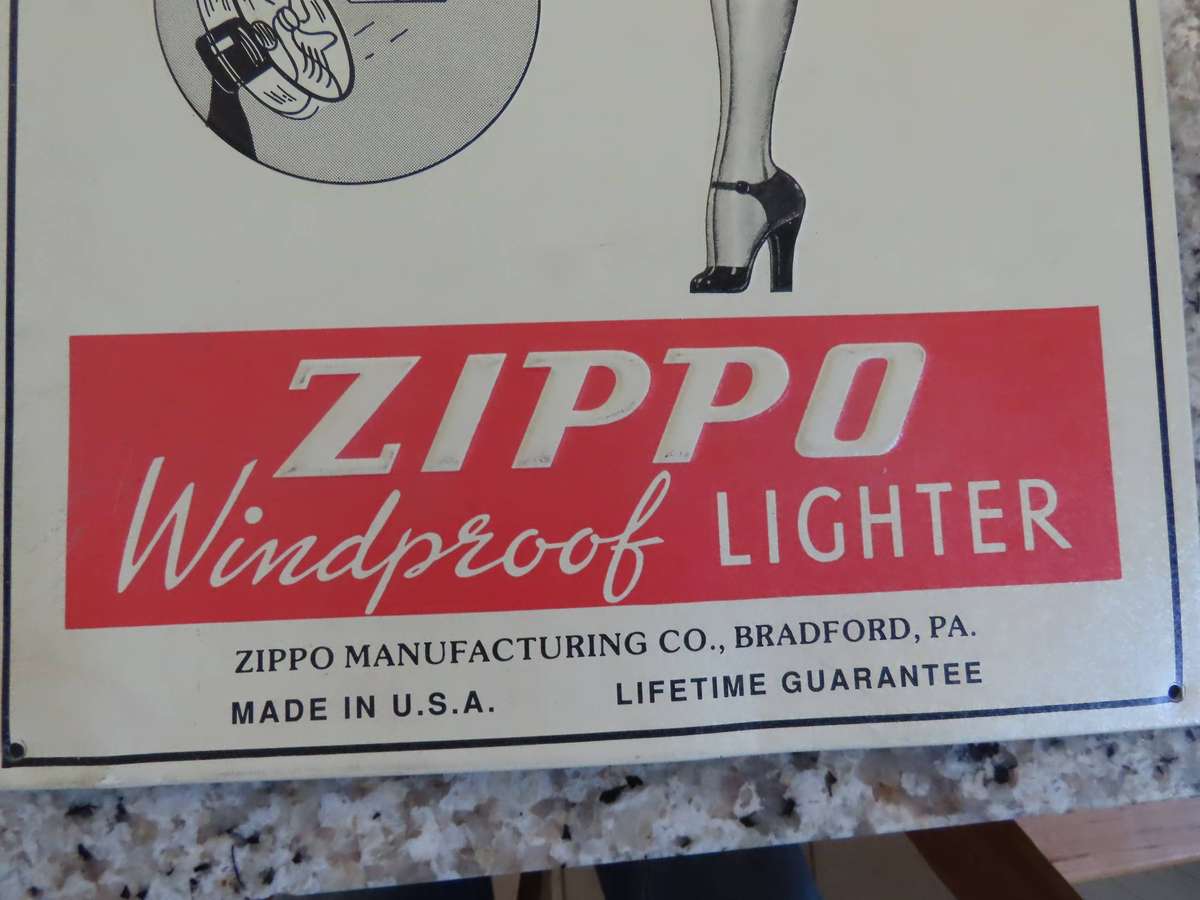 ZIPPO
Windproof LIGHTER
ZIPPO MANUFACTURING CO., BRADFORD, PA.
MADE IN U.S.A. LIFETIME GUARANTEE